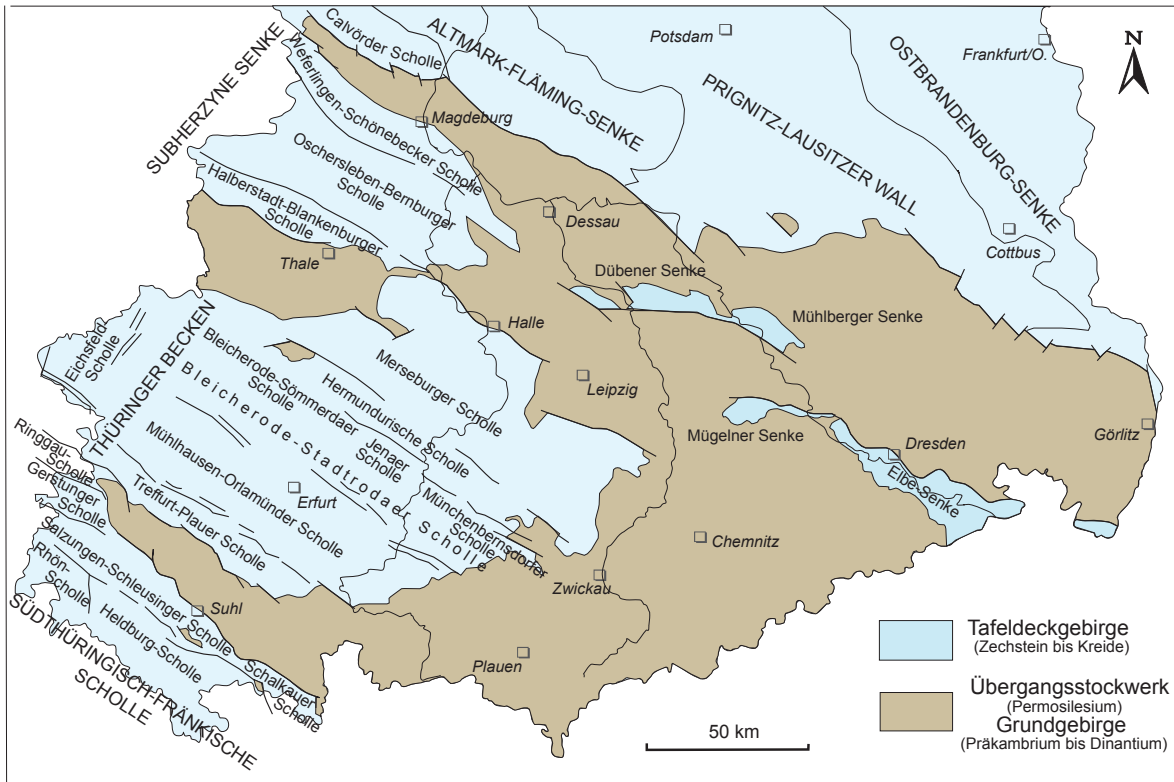 Calvörder Scholle
ALTMARK-FLÄMING-SENKE
Potsdam
Frankfurt/O.
N
OSTBRANDENBURG-SENKE
PRIGNITZ-LAUSITZER WALL
SUBHERZYNE SENKE
Weferlingen-Schönebecker Scholle
Magdeburg
Oschersleben-Bernburger
Scholle
Halberstadt-Blankenburger
Scholle
Thale
Dessau
Cottbus
Dübener Senke
Mühlberger Senke
Halle
Leipzig
Eichsfeld-
Scholle
THÜRINGER BECKEN
Bleicherode-Sömmerdaer
Scholle
Hermundurische Scholle
Merseburger Scholle
Bleicherode-Stadtrodaer Scholle
Jenaer
Scholle
Mügelner Senke
Görlitz
Dresden
Elbe-Senke
Ringgau-
Scholle
Gerstunger
Scholle
Mühlhausen-Orlamünder Scholle
Erfurt
Treffurt-Plauer Scholle
Münchenbernsdorfer
Scholle
Chemnitz
Zwickau
Salzungen-Schleusinger Scholle
Rhön-
Scholle
Suhl
Heldburg-Scholle
Schalkauer
Scholle
SÜDTHÜRINGISCH-FRÄNKISCHE
SCHOLLE
Plauen
Tafeldeckgebirge
(Zechstein bis Kreide)
Übergangsstockwerk
(Permosilesium)
Grundgebirge
(Präkambrium bis Dinantium)
50 km